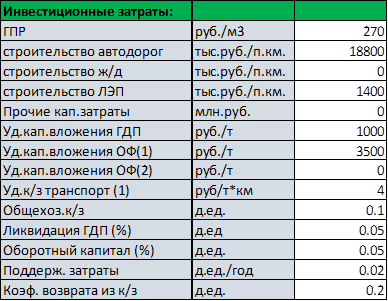 Инвестиционные затраты:
ГПР руб./м3 270
строительство автодорог тыс.руб./п.км. 18800
строительство ж/д тыс.руб./п.км. 0
строительство ЛЭП тыс.руб./п.км. 1400
Прочие кап.затраты млн.руб. 0
Уд.кап.вложения ГДП руб./т 1000
Уд.кап.вложения ОФ(1) руб./т 3500
Уд.кап.вложения ОФ(2) руб./т 0
Уд.к/з транспорт (1) руб/т*км 4
Общехоз.к/з д.ед. 0.1
Ликвидация ГДП (%) д.ед 0.05
Оборотный капитал (%) д.ед. 0.05
Поддерж. затраты д.ед./год 0.02
Коэф. возврата из к/з д.ед. 0.2